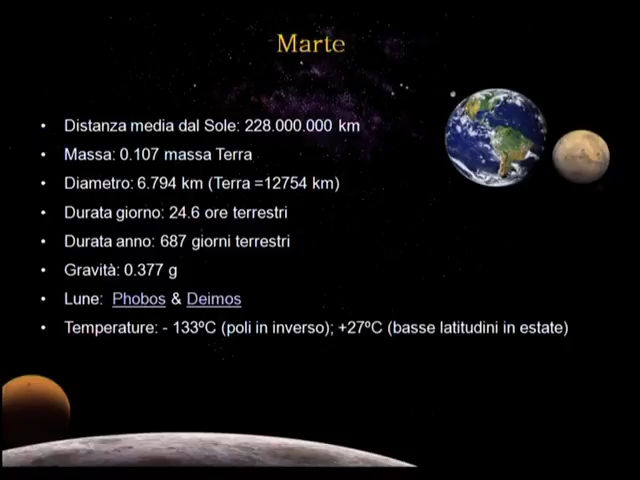 Marte
• Distanza media dal Sole: 228.000.000 km
• Massa: 0.107 massa Terra
• Diametro: 6.794 km (Terra =12754 km)
• Durata giorno: 24.6 ore terrestri
• Durata anno: 687 giorni terrestri
• Gravità: 0.377 g
• Lune: Phobos & Deimos
• Temperature: - 133ºC (poli in inverso); +27ºC (basse latitudini in estate)